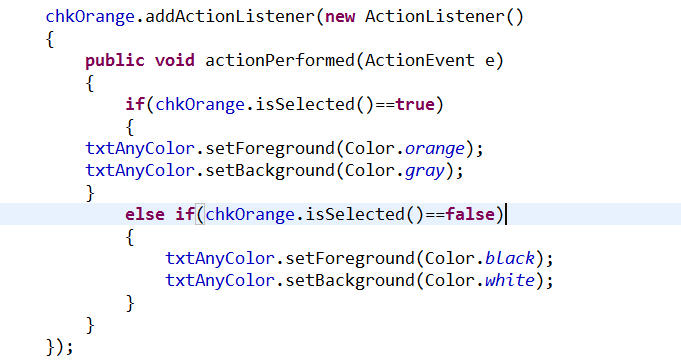 chkOrange.addActionListener(new ActionListener()
{
    public void actionPerformed(ActionEvent e)
    {
        if(chkOrange.isSelected()==true)
        {
    txtAnyColor.setForeground(Color.orange);
    txtAnyColor.setBackground(Color.gray);
    }
        else if(chkOrange.isSelected()==false)
        {
            txtAnyColor.setForeground(Color.black);
            txtAnyColor.setBackground(Color.white);
        }
    }
});